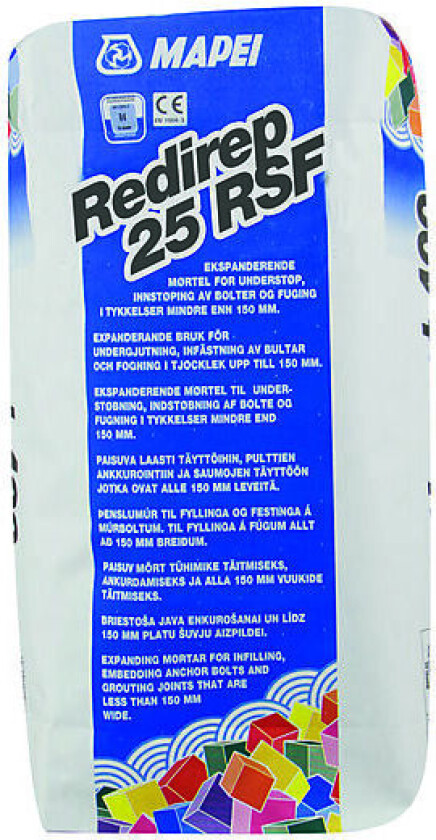 MAPEI
CE
Redirep
25 RSF
EKSPANDERENDE
MØRTEL FOR UNDERSTØP,
INNSTØPING AV BOLTER OG FUGING
I TYKKELSER MINDRE ENN 150 MM.
EXPANDERANDE BRUK FÖR
UNDERGJUTNING, INFÄSTNING AV BULTAR
OCH FOGNING I TJOCKLEK UPP TILL 150 MM.
EKSPANDERENDE MØRTEL TIL UNDER-
STØBNING, INDSTØBNING AF BOLTE OG
FUGNING I TYKKELSER MINDRE END
150 MM.
PAISUVA LAASTI TÄYTTÖIHIN, PULTTIEN
ANKKUROINTIIN JA SAUMOJEN TÄYTTÖÖN
JOTKA OVAT ALLE 150 MM LEVEITÄ.
ÞENSLUMÚR TIL FYLLINGA OG FESTINGA Á
MÚRBOLTUM. TIL FYLLINGA Á FÚGUM ALLT
AÐ 150 MM BREIDUM.
PAISUV MÖRT TÜHIMIKE TÄITMISEKS,
ANKURDAMISEKS JA ALLA 150 MM VUUKIDE
TÄITMISEKS.
BRIESTOŠA JAVA ENKUROŠANAI UN LĪDZ
150 MM PLATU ŠUVJU AIZPILDEI.
EXPANDING MORTAR FOR INFILLING,
EMBEDDING ANCHOR BOLTS AND
GROUTING JOINTS THAT ARE
LESS THAN 150 MM
WIDE.